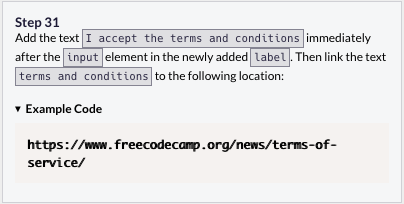 Step 31
Add the text I accept the terms and conditions immediately
after the input element in the newly added label. Then link the text
terms and conditions to the following location:
▼ Example Code
https://www.freecodecamp.org/news/terms-of-
service/